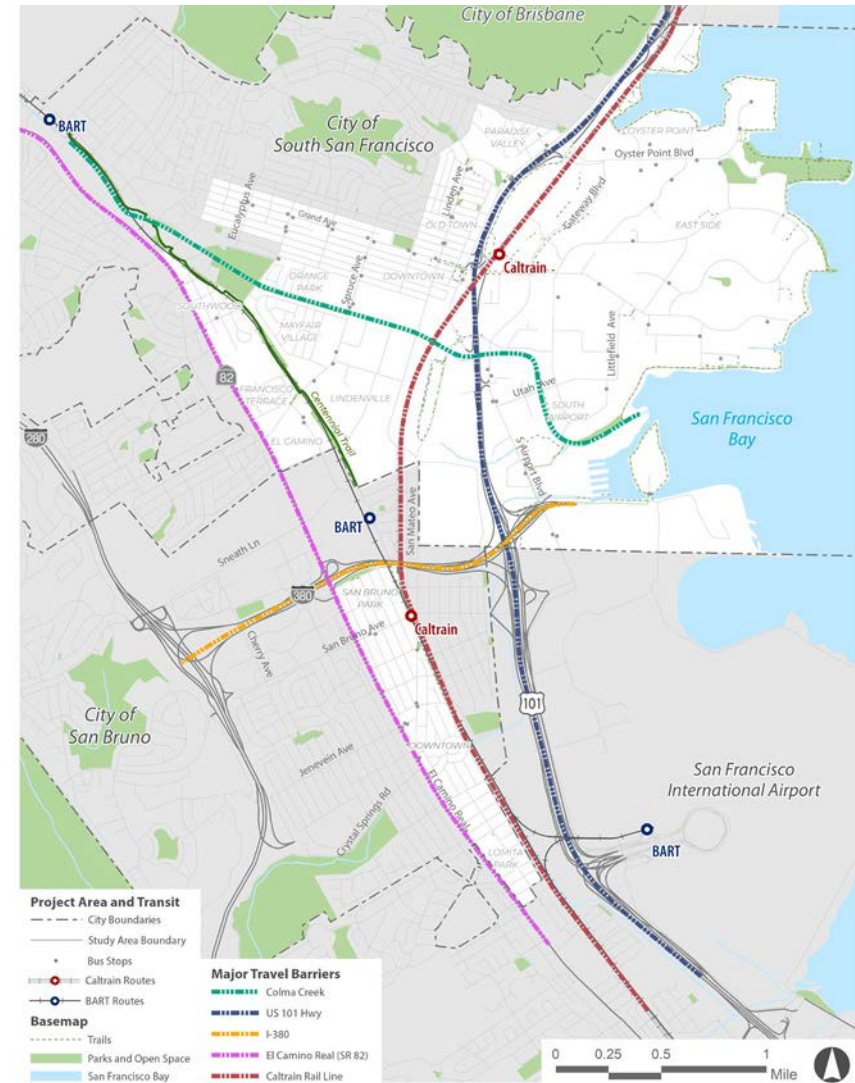 City of Brisbane
BART
City of
South San Francisco
PARADISE
VALLEY
OYSTER POINT
Oyster Point Blvd
Eucalyptus Ave
Grand Ave
Linden Ave
OLD TOWN
Gateway Blvd
EAST SIDE
Caltrain
ORANGE
PARK
Spruce Ave
DOWNTOWN
SOUTHWOOD
MAYFAIR
VILLAGE
Littlefield Ave
82
FRANCISCO
TERRACE
LINDENVILLE
Utah Ave
SOUTH
AIRPORT
San Francisco
Bay
280
EL CAMINO
Centennial Trail
S Airport Blvd
BART
San Mateo Ave
Sneath Ln
380
SAN BRUNO
PARK
Caltrain
Cherry Ave
San Bruno Ave
City of
San Bruno
101
DOWNTOWN
Jenevein Ave
El Camino Real
San Francisco
International Airport
Crystal Springs Rd
BART
LOMITA
PARK
Project Area and Transit
City Boundaries
Study Area Boundary
Bus Stops
Caltrain Routes
BART Routes
Basemap
Trails
Parks and Open Space
San Francisco Bay
Major Travel Barriers
Colma Creek
US 101 Hwy
I-380
El Camino Real (SR 82)
Caltrain Rail Line
0 0.25 0.5 1
Mile